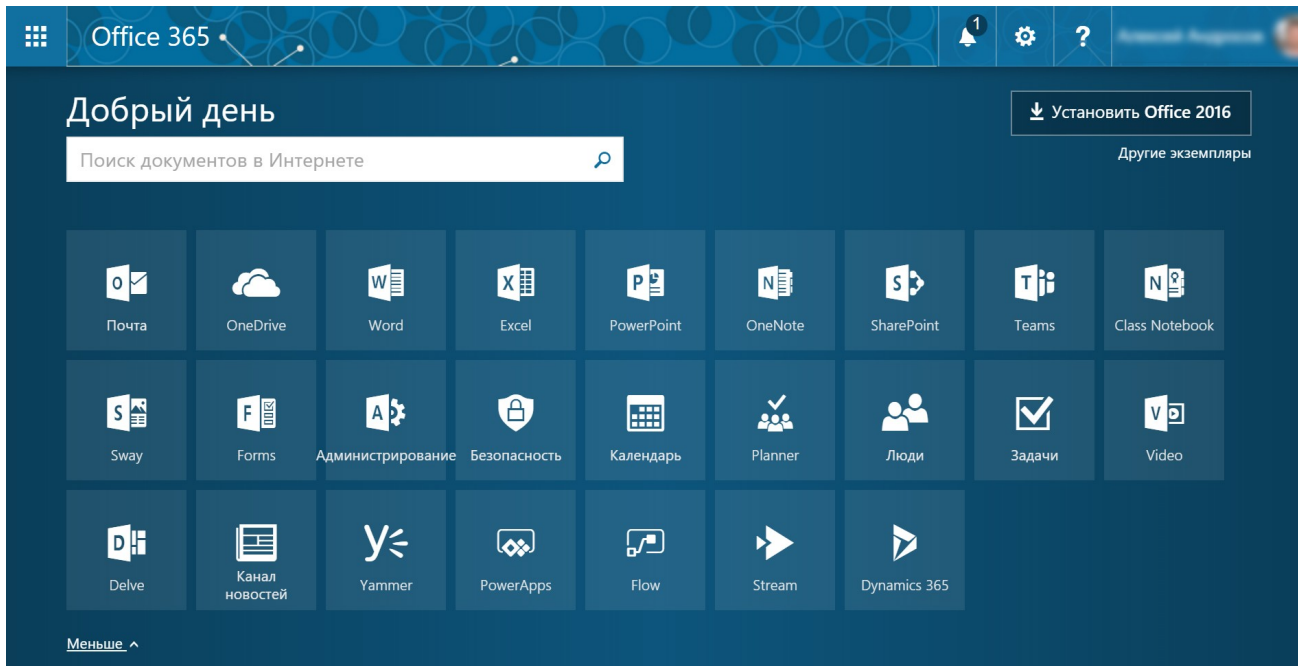 Office 365
1
?
Добрый день
Установить Office 2016
Поиск документов в Интернете
Другие экземпляры
Почта
OneDrive
Word
Excel
PowerPoint
OneNote
SharePoint
Teams
Class Notebook
Sway
Forms
Администрирование
Безопасность
Календарь
Planner
Люди
Задачи
Video
Delve
Канал
новостей
Yammer
PowerApps
Flow
Stream
Dynamics 365
Меньше